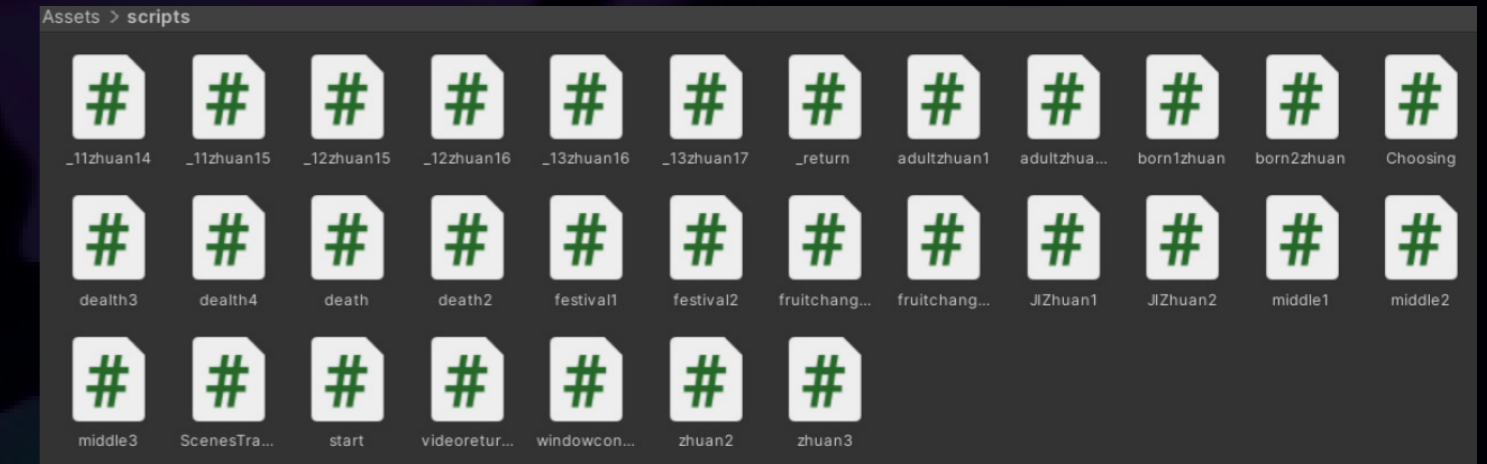 Assets > scripts
_11zhuan14 _11zhuan15 _12zhuan15 _12zhuan16 _13zhuan16 _13zhuan17 _return adultzhuan1 adultzhua... born1zhuan born2zhuan Choosing
dealth3 dealth4 death death2 festival1 festival2 fruitchang... fruitchang... JIZhuan1 JIZhuan2 middle1 middle2
middle3 ScenesTra... start videoretur... windowcon... zhuan2 zhuan3